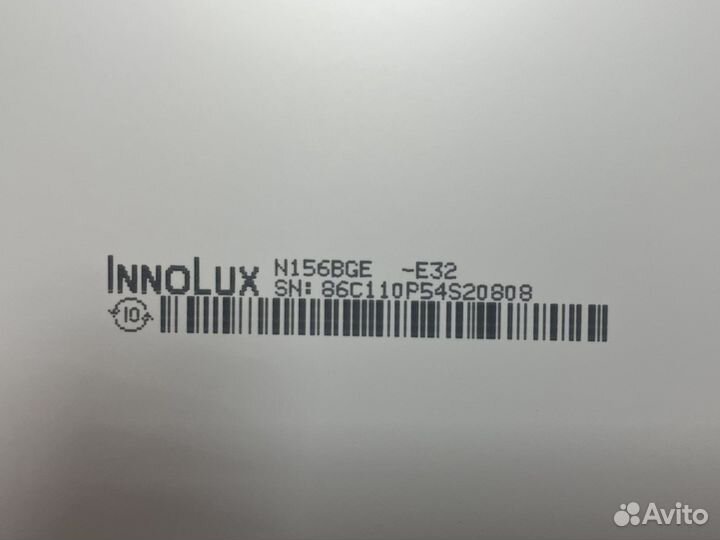 INNOLUX N156BGE -E32
SN: 86C110P54S20808
10
Avito